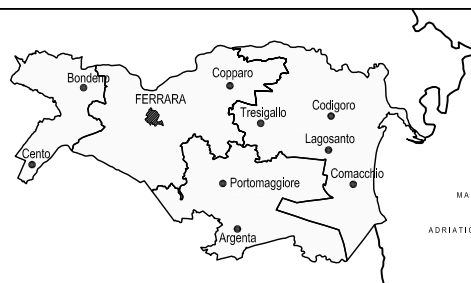 Bondeno
Copparo
FERRARA
Tresigallo
Codigoro
Lagosanto
Cento
Comacchio
Portomaggiore
MA
Argenta
ADRIATIC